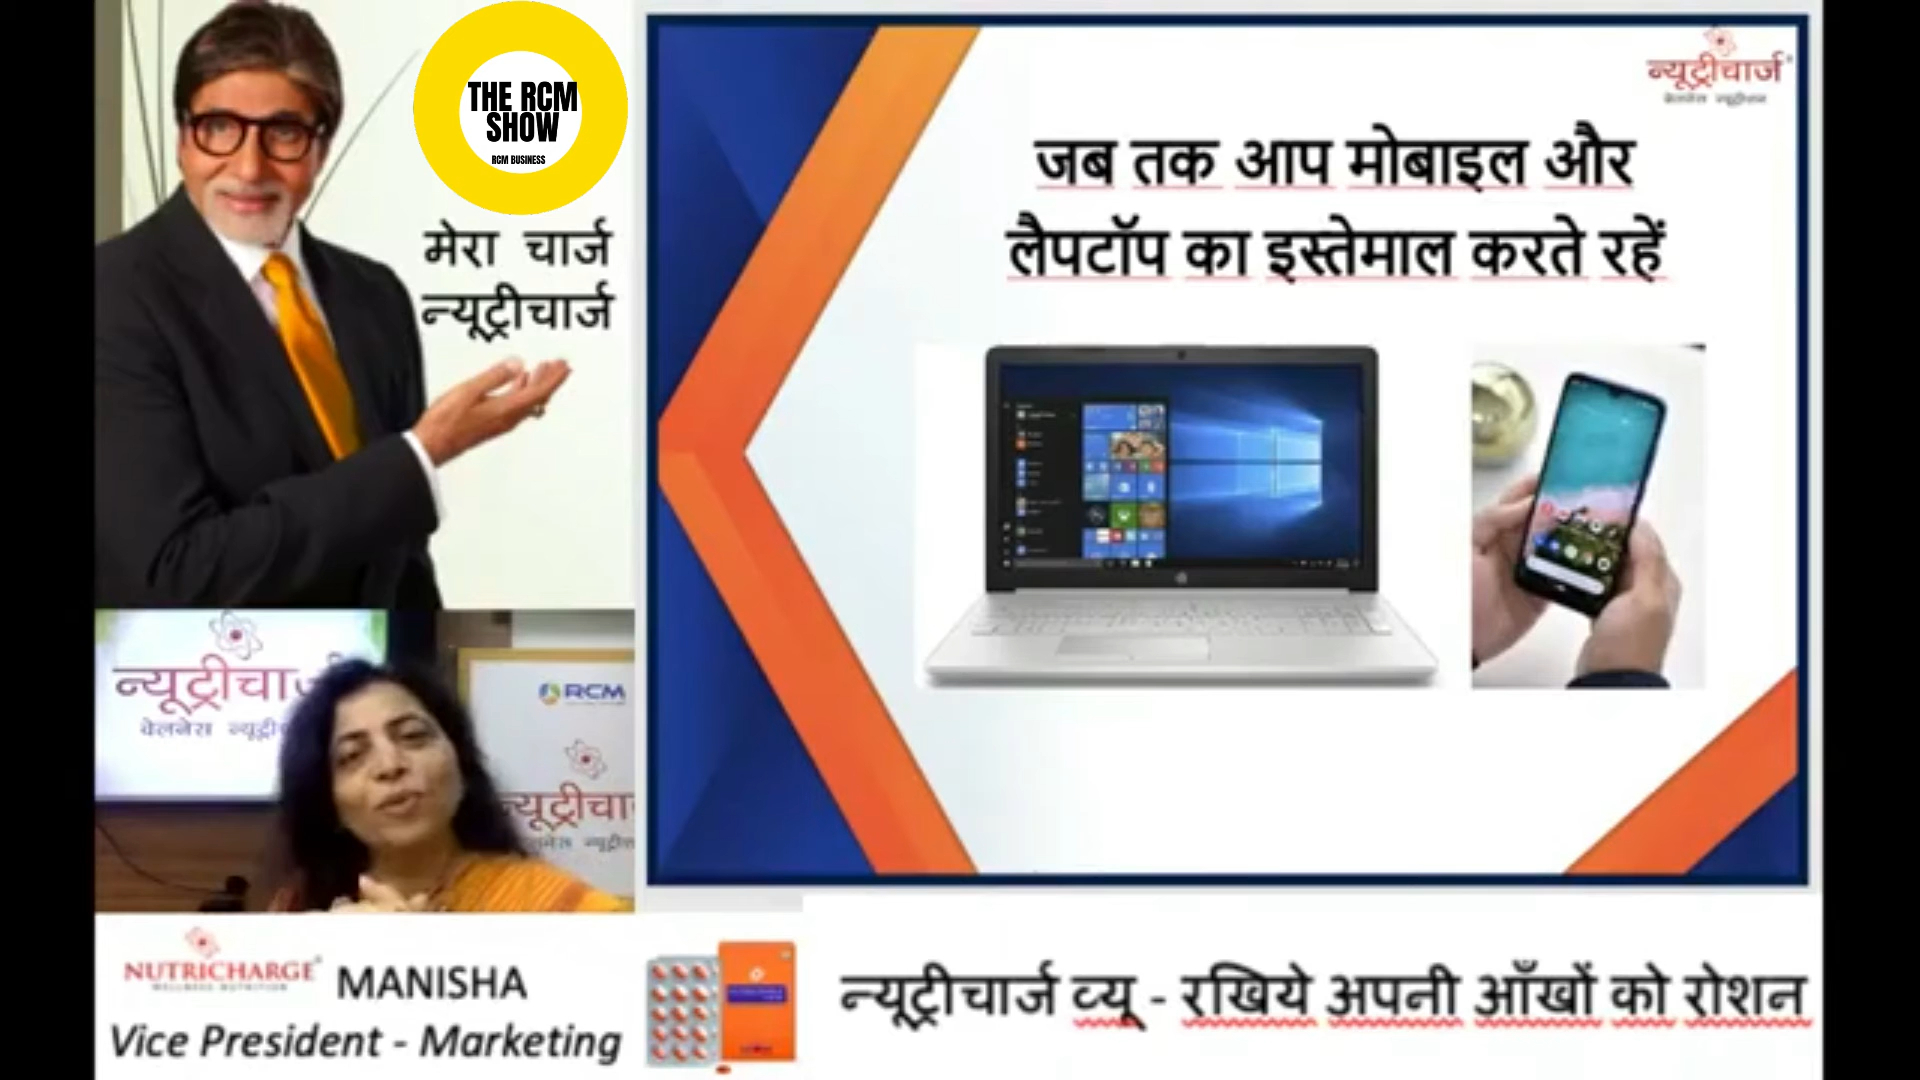 THE RCM
SHOW
RCM BUSINESS
मेरा चार्ज
न्यूट्रीचार्ज
न्यूट्रीचार्ज
वेलनेस न्यूट्रीशन
जब तक आप मोबाइल और
लैपटॉप का इस्तेमाल करते रहें
न्यूट्रीचार्ज
वेलनेस
RCM
NUTRICHARGE
WELLNESS NUTRITION
MANISHA
Vice President - Marketing
न्यूट्रीचार्ज व्यू - रखिये अपनी आँखों को रोशन